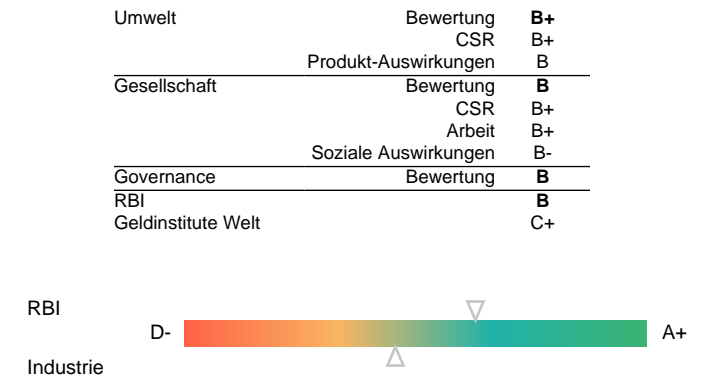 Umwelt Bewertung B+
CSR B+
Produkt-Auswirkungen B
Gesellschaft Bewertung B
CSR B+
Arbeit B+
Soziale Auswirkungen B-
Governance Bewertung B
RBI B
Geldinstitute Welt C+
RBI
D- A+
Industrie